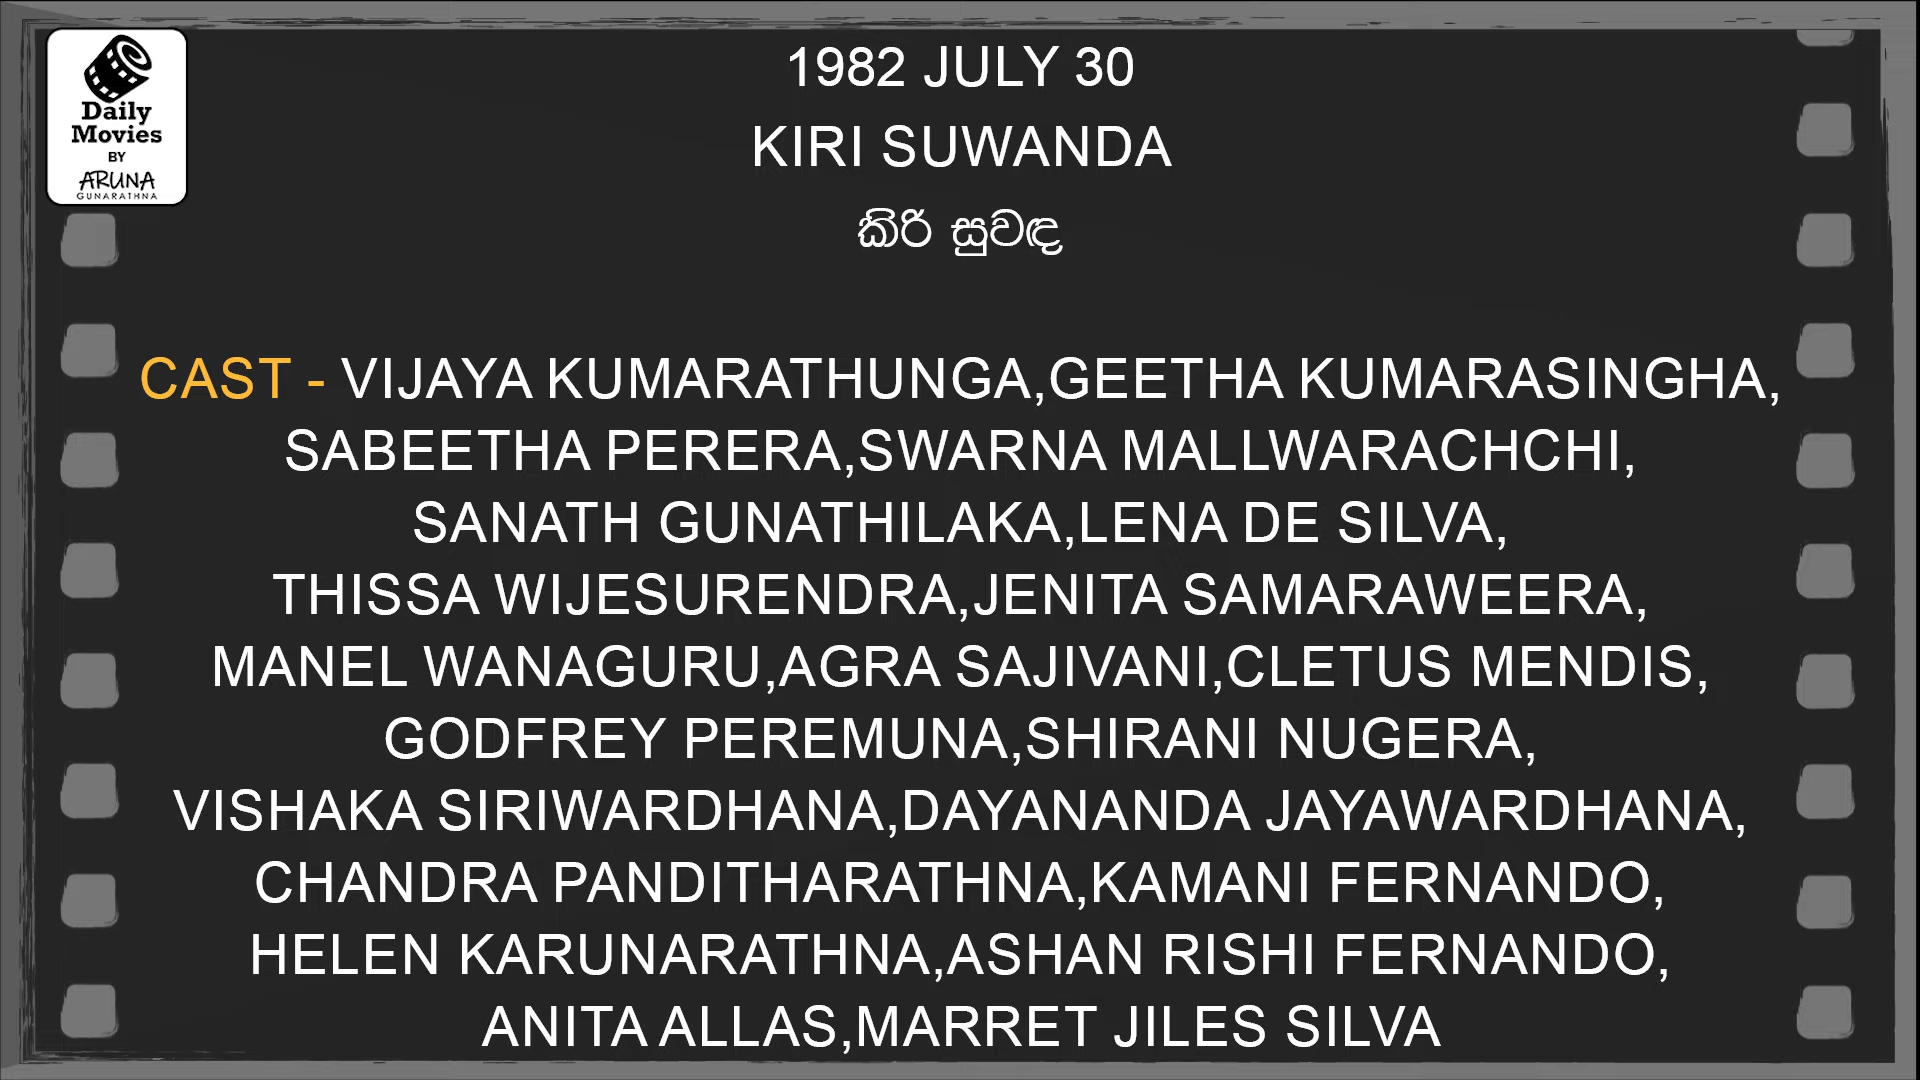 Daily
Movies
BY
ARUNA
GUNARATHNA
1982 JULY 30
KIRI SUWANDA
කිරි සුවඳ
CAST - VIJAYA KUMARATHUNGA,GEETHA KUMARASINGHA,
SABEETHA PERERA,SWARNA MALLWARACHCHI,
SANATH GUNATHILAKA,LENA DE SILVA,
THISSA WIJESURENDRA,JENITA SAMARAWEERA,
MANEL WANAGURU,AGRA SAJIVANI,CLETUS MENDIS,
GODFREY PEREMUNA,SHIRANI NUGERA,
VISHAKA SIRIWARDHANA,DAYANANDA JAYAWARDHANA,
CHANDRA PANDITHARATHNA,KAMANI FERNANDO,
HELEN KARUNARATHNA,ASHAN RISHI FERNANDO,
ANITA ALLAS,MARRET JILES SILVA